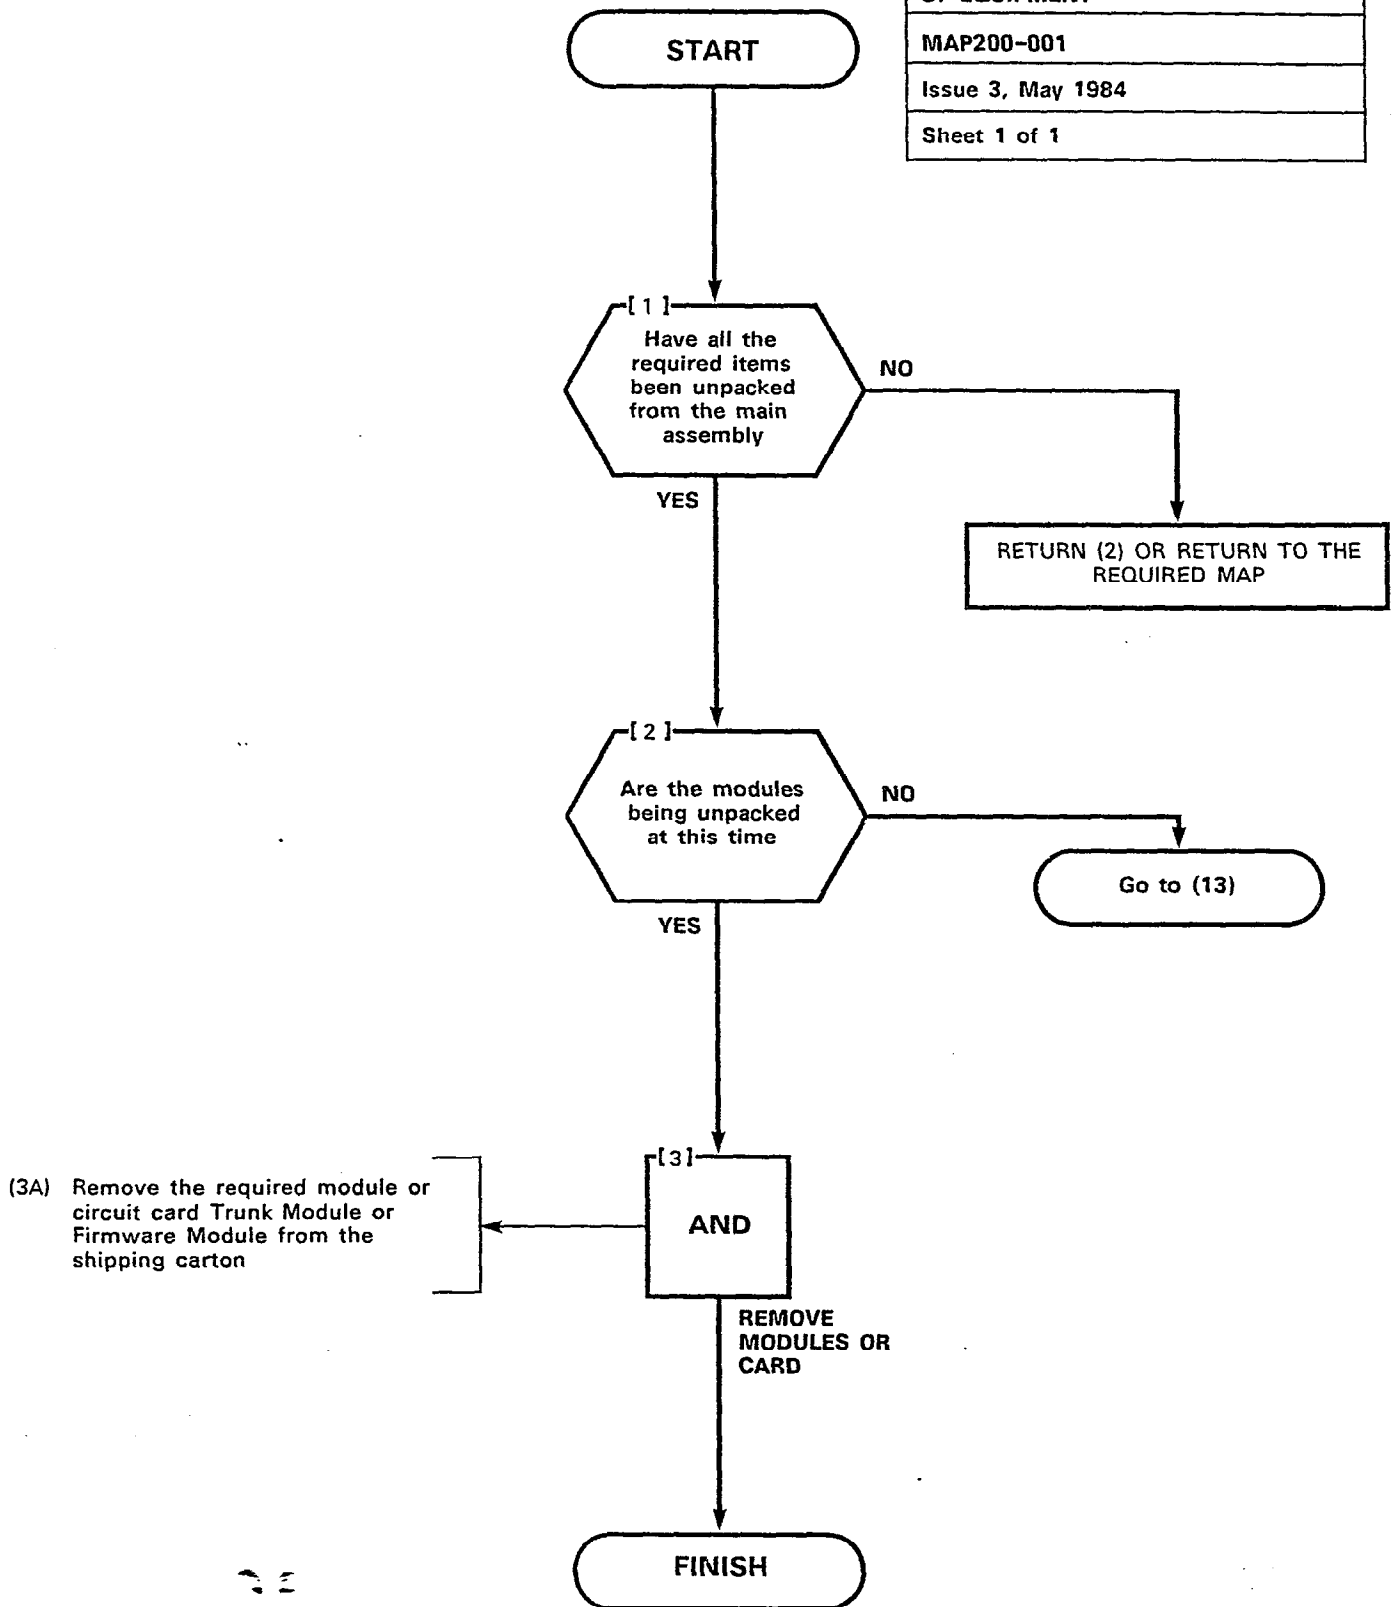 START
MAP200-001
Issue 3, May 1984
Sheet 1 of 1
[ 1 ]
Have all the
required items
been unpacked
from the main
assembly
NO
YES
RETURN (2) OR RETURN TO THE
REQUIRED MAP
[ 2 ]
Are the modules
being unpacked
at this time
NO
Go to (13)
YES
[3]
AND
(3A) Remove the required module or
circuit card Trunk Module or
Firmware Module from the
shipping carton
REMOVE
MODULES OR
CARD
FINISH